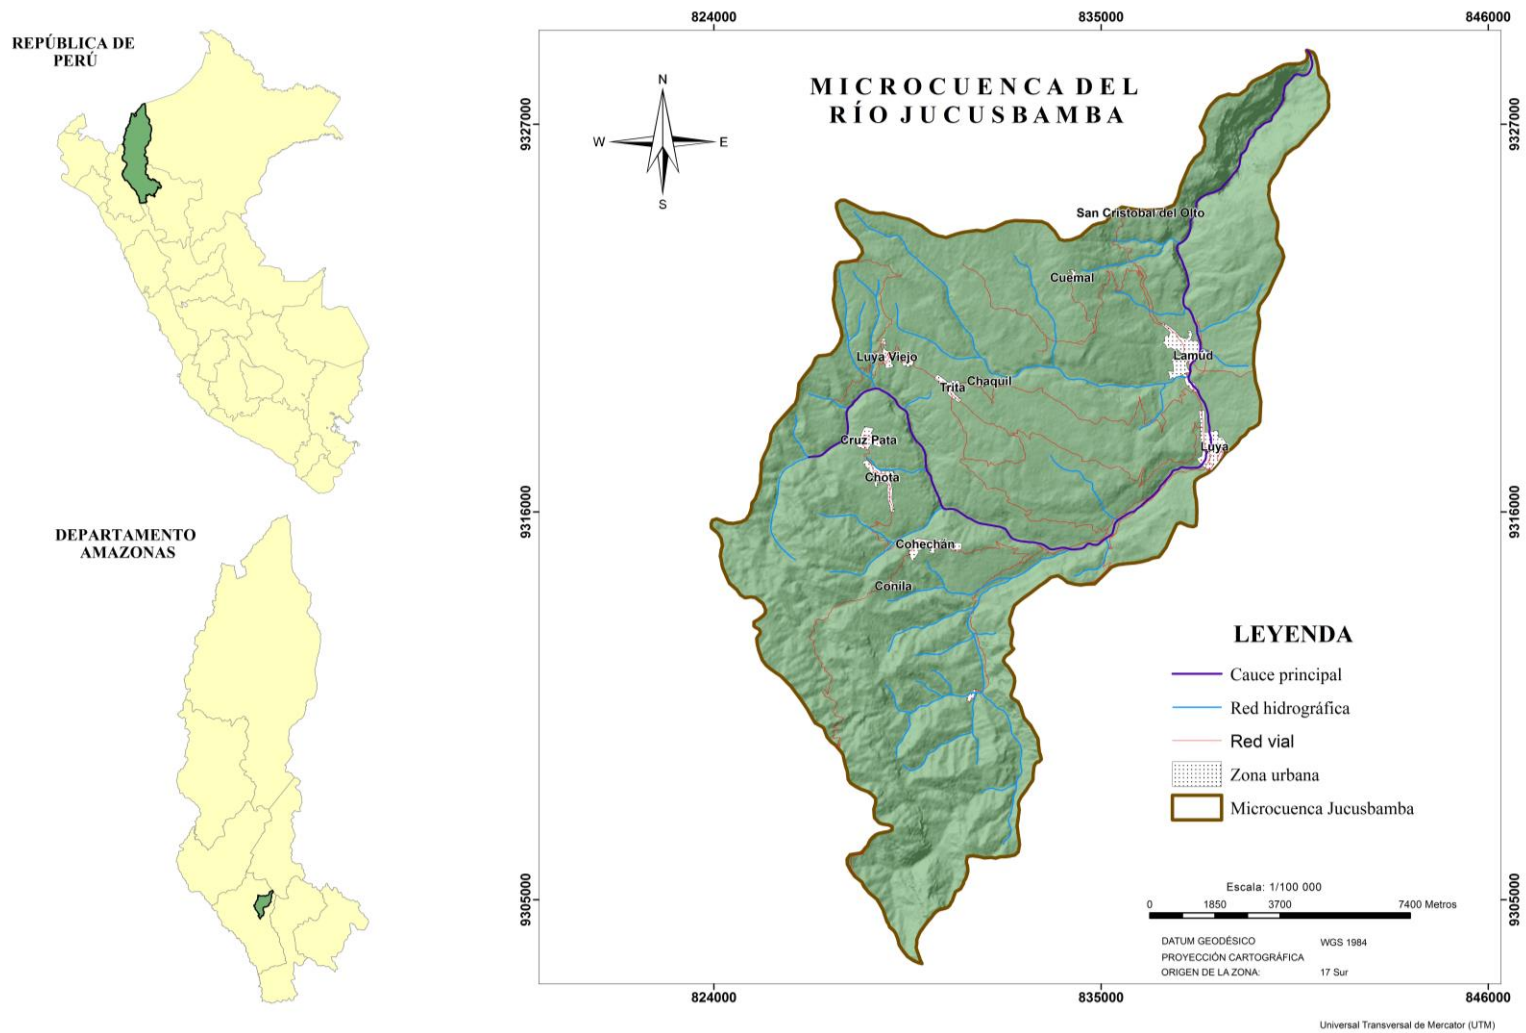 REPÚBLICA DE
PERÚ
DEPARTAMENTO
AMAZONAS
824000
835000
846000
MICROCUENCA DEL
RÍO JUCUSBAMBA
N
W
E
S
9327000
9327000
San Cristobal del Olto
Cuemal
Luya Viejo
Lamud
Trita
Chaquil
Cruz Pata
Luya
Chota
9316000
9316000
Cohechán
Conila
LEYENDA
Cauce principal
Red hidrográfica
Red vial
Zona urbana
Microcuenca Jucusbamba
Escala: 1/100 000
0
1850
3700
7400 Metros
9305000
9305000
DATUM GEODÉSICO
WGS 1984
PROYECCIÓN CARTOGRÁFICA
ORIGEN DE LA ZONA:
17 Sur
824000
835000
846000
Universal Transversal de Mercator (UTM)